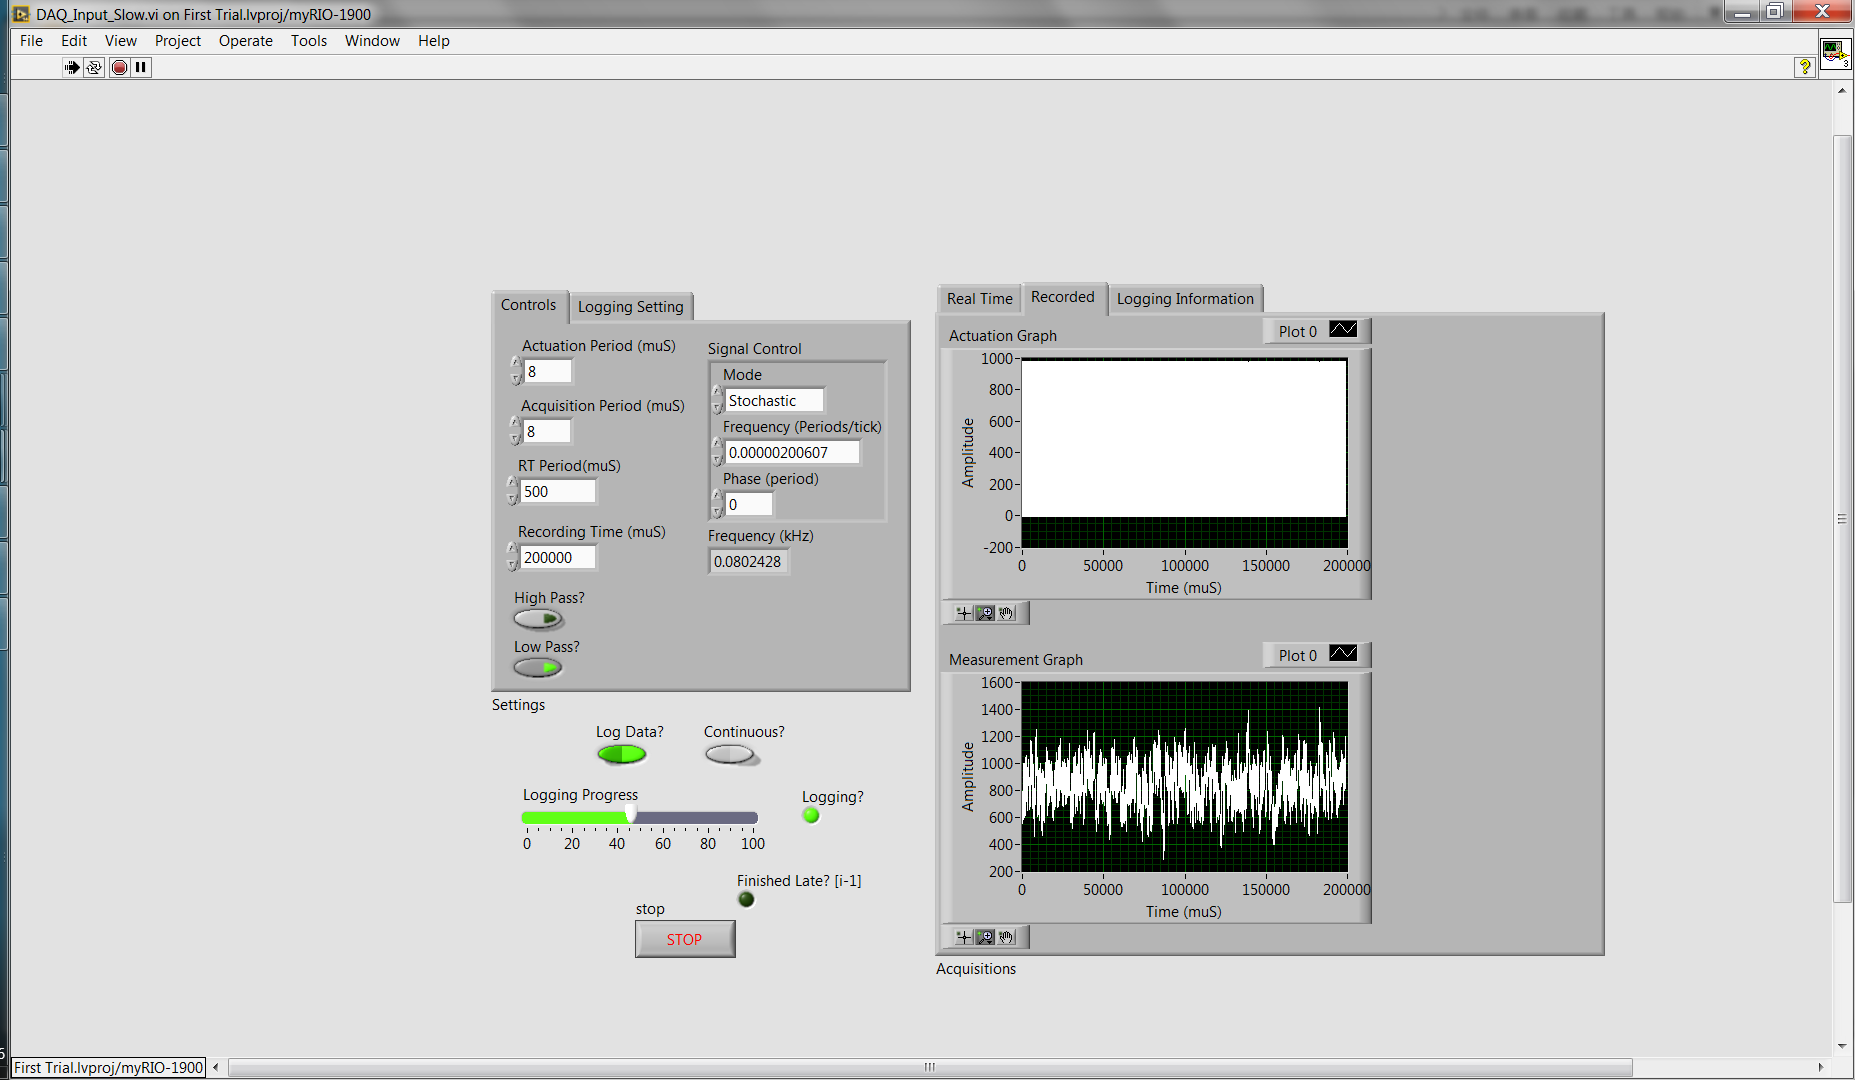 DAQ_Input_Slow.vi on First Trial.lvproj/myRIO-1900
File Edit View Project Operate Tools Window Help
?
3
Controls
Logging Setting
Actuation Period (muS)
8
Acquisition Period (muS)
8
RT Period(muS)
500
Recording Time (muS)
200000
High Pass?
Low Pass?
Signal Control
Mode
Stochastic
Frequency (Periods/tick)
0.00000200607
Phase (period)
0
Frequency (kHz)
0.0802428
Settings
Log Data?
Continuous?
Logging Progress
0 20 40 60 80 100
Logging?
Finished Late? [i-1]
stop
STOP
Real Time
Recorded
Logging Information
Actuation Graph
Plot 0
1000
800
600
400
200
0
-200
Amplitude
0 50000 100000 150000 200000
Time (muS)
Measurement Graph
Plot 0
1600
1400
1200
1000
800
600
400
200
Amplitude
0 50000 100000 150000 200000
Time (muS)
Acquisitions
First Trial.lvproj/myRIO-1900